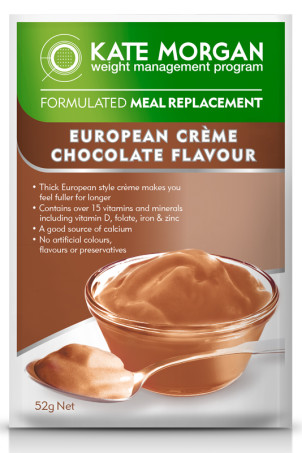 KATE MORGAN
weight management program
FORMULATED MEAL REPLACEMENT
EUROPEAN CRÈME
CHOCOLATE FLAVOUR
• Thick European style crème makes you
feel fuller for longer
• Contains over 15 vitamins and minerals
including vitamin D, folate, iron & zinc
• A good source of calcium
• No artificial colours,
flavours or preservatives
52g Net